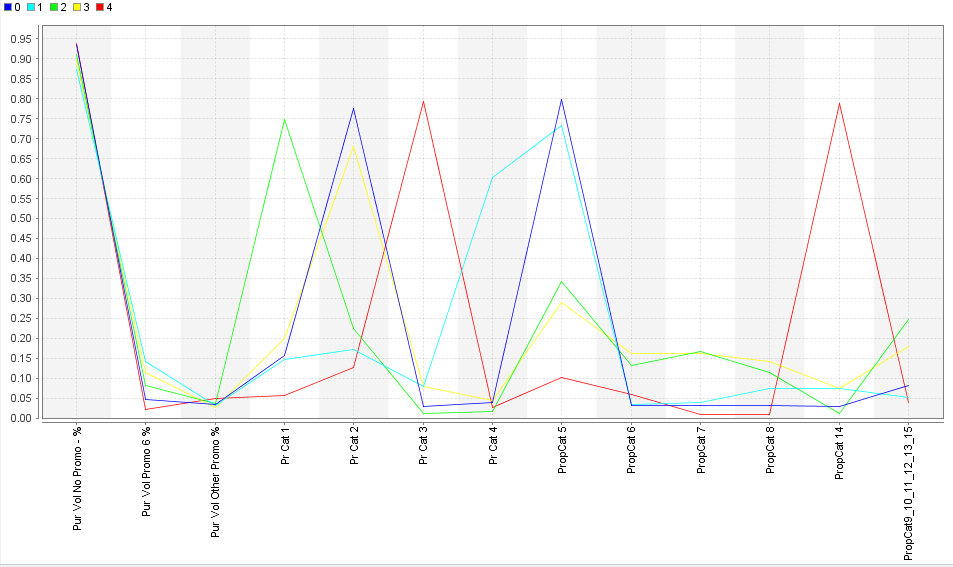 0 1 2 3 4
0.95
0.90
0.85
0.80
0.75
0.70
0.65
0.60
0.55
0.50
0.45
0.40
0.35
0.30
0.25
0.20
0.15
0.10
0.05
0.00
Pur Vol No Promo - %
Pur Vol Promo 6 %
Pur Vol Other Promo %
Pr Cat 1
Pr Cat 2
Pr Cat 3
Pr Cat 4
PropCat 5
PropCat 6
PropCat 7
PropCat 8
PropCat 14
PropCat9_10_11_12_13_15